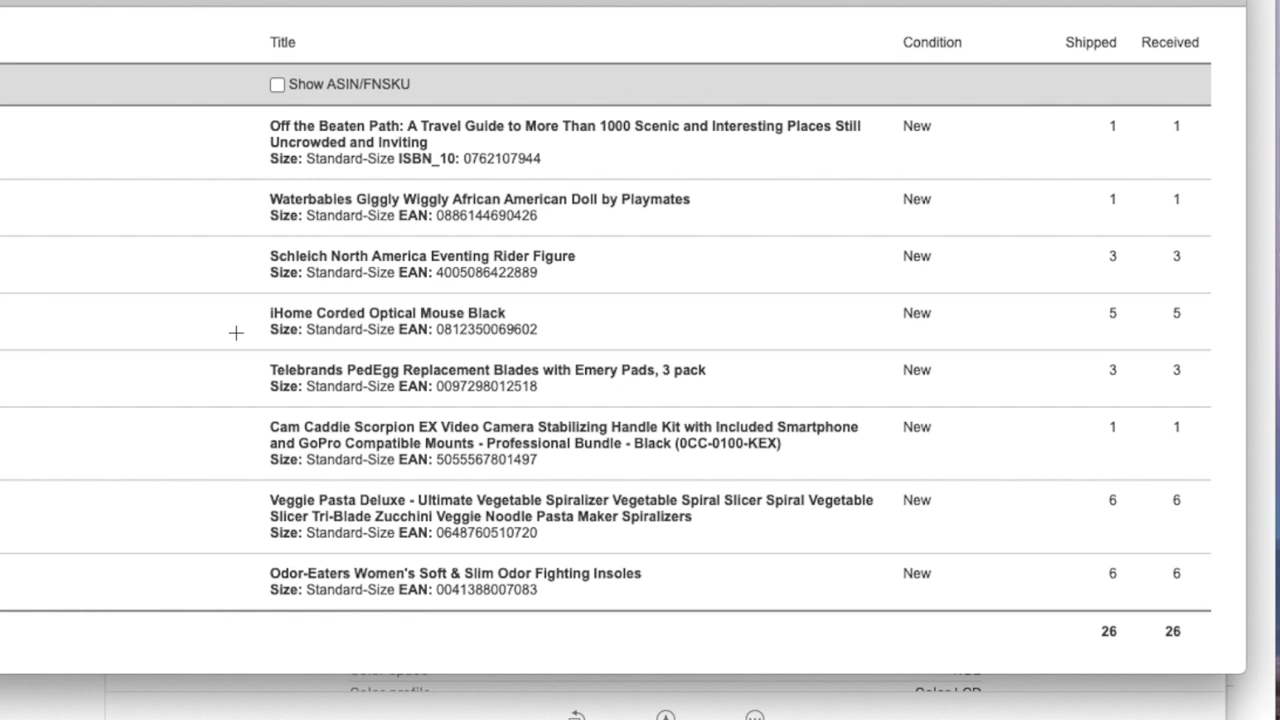 Title Condition Shipped Received
Show ASIN/FNSKU
Off the Beaten Path: A Travel Guide to More Than 1000 Scenic and Interesting Places Still New 1 1
Uncrowded and Inviting
Size: Standard-Size ISBN_10: 0762107944
Waterbabies Giggly Wiggly African American Doll by Playmates New 1 1
Size: Standard-Size EAN: 0886144690426
Schleich North America Eventing Rider Figure New 3 3
Size: Standard-Size EAN: 4005086422889
iHome Corded Optical Mouse Black New 5 5
Size: Standard-Size EAN: 0812350069602
Telebrands PedEgg Replacement Blades with Emery Pads, 3 pack New 3 3
Size: Standard-Size EAN: 0097298012518
Cam Caddie Scorpion EX Video Camera Stabilizing Handle Kit with Included Smartphone New 1 1
and GoPro Compatible Mounts - Professional Bundle - Black (0CC-0100-KEX)
Size: Standard-Size EAN: 5055567801497
Veggie Pasta Deluxe - Ultimate Vegetable Spiralizer Vegetable Spiral Slicer Spiral Vegetable New 6 6
Slicer Tri-Blade Zucchini Veggie Noodle Pasta Maker Spiralizers
Size: Standard-Size EAN: 0648760510720
Odor-Eaters Women's Soft & Slim Odor Fighting Insoles New 6 6
Size: Standard-Size EAN: 0041388007083
26 26
Color profile Color LCD